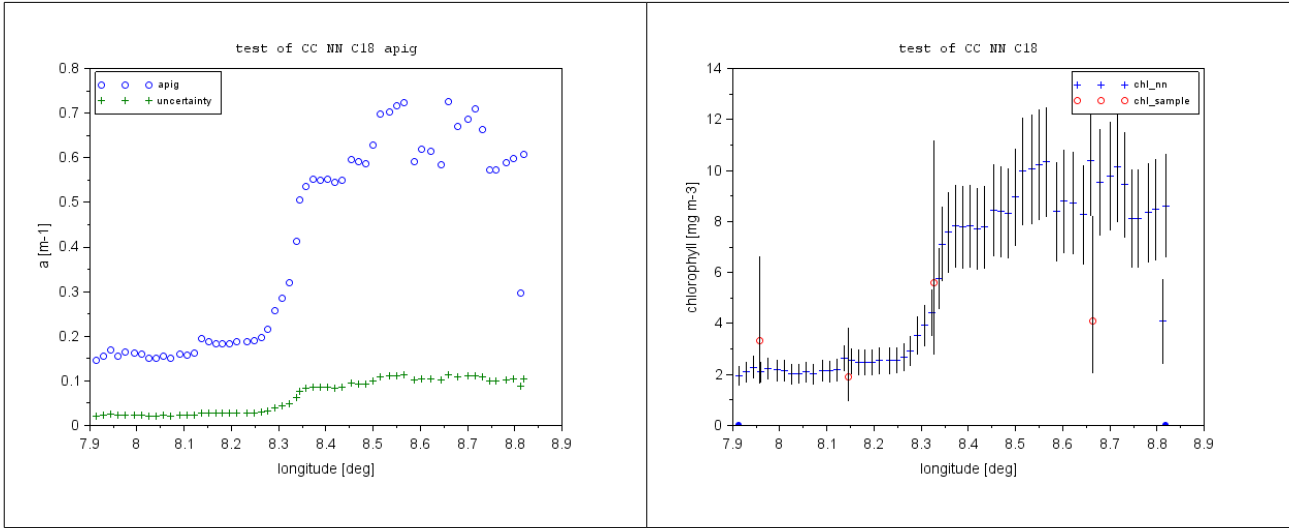 test of CC NN C18 apig
0.8
0.7
0.6
0.5
0.4
0.3
0.2
0.1
0
a [m-1]
apig
uncertainty
7.9 8 8.1 8.2 8.3 8.4 8.5 8.6 8.7 8.8 8.9
longitude [deg]
test of CC NN C18
14
12
10
8
6
4
2
0
chlorophyll [mg m-3]
chl_nn
chl_sample
7.9 8 8.1 8.2 8.3 8.4 8.5 8.6 8.7 8.8 8.9
longitude [deg]